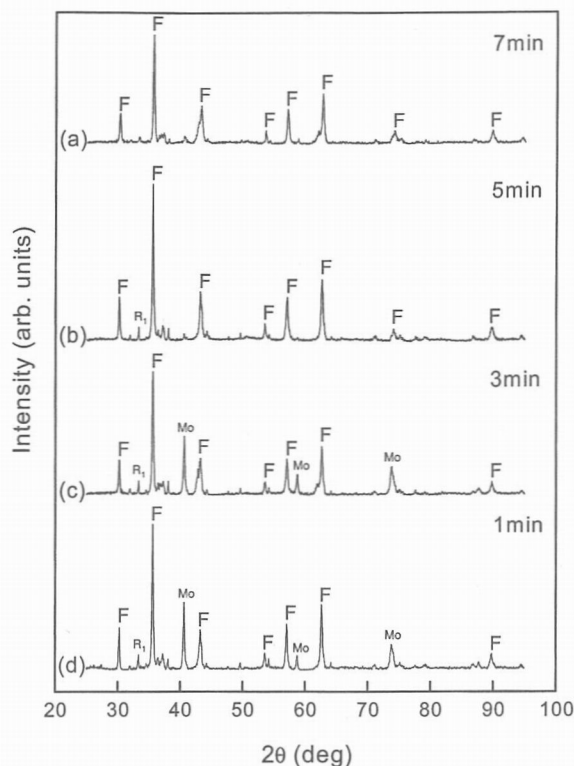 7min
F
F F F F F F F
(a)
5min
F
F R₁ F F F F F F
(b)
3min
F
F R₁ Mo F F F Mo F Mo F
(c)
1min
F
F R₁ Mo F F F Mo F Mo F
(d)
20 30 40 50 60 70 80 90 100
2θ (deg)
Intensity (arb. units)